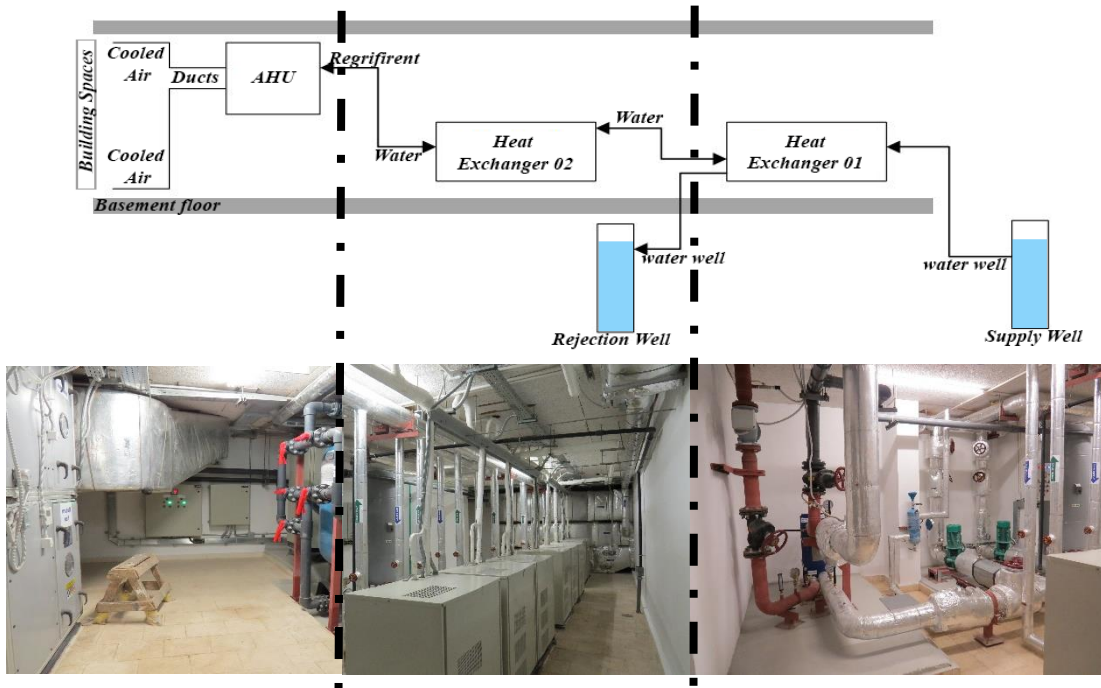 Building Spaces
Cooled
Air
Ducts
AHU
Regrifirent
Cooled
Air
Water
Heat
Exchanger 02
Water
Heat
Exchanger 01
Basement floor
water well
water well
Rejection Well
Supply Well